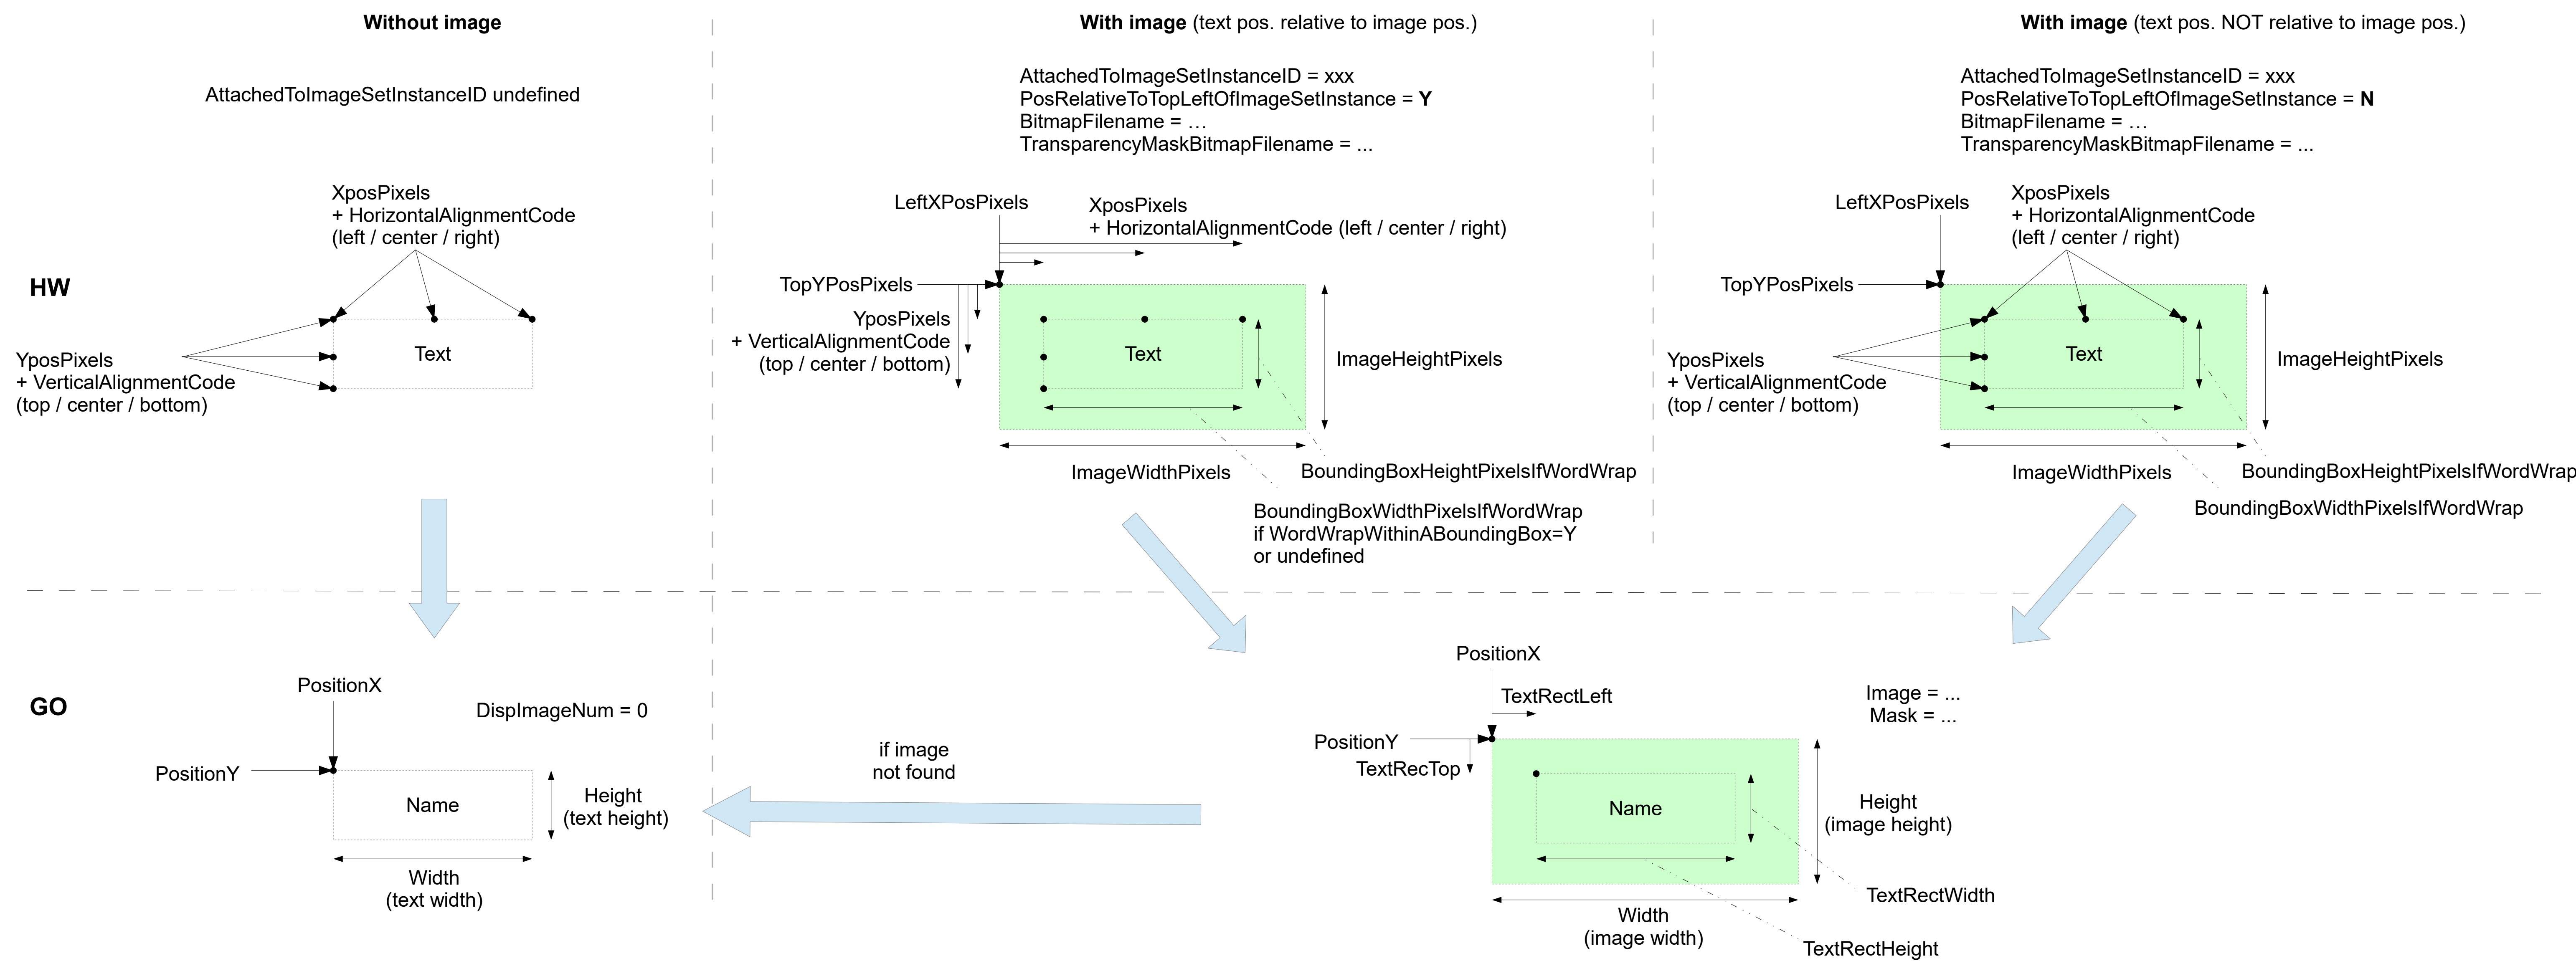 Without image
AttachedToImageSetInstanceID undefined
XposPixels
+ HorizontalAlignmentCode
(left / center / right)
HW
YposPixels
+ VerticalAlignmentCode
(top / center / bottom)
Text
With image (text pos. relative to image pos.)
AttachedToImageSetInstanceID = xxx
PosRelativeToTopLeftOfImageSetInstance = Y
BitmapFilename = …
TransparencyMaskBitmapFilename = ...
LeftXPosPixels
XposPixels
+ HorizontalAlignmentCode (left / center / right)
TopYPosPixels
YposPixels
+ VerticalAlignmentCode
(top / center / bottom)
Text
ImageHeightPixels
ImageWidthPixels
BoundingBoxHeightPixelsIfWordWrap
BoundingBoxWidthPixelsIfWordWrap
if WordWrapWithinABoundingBox=Y
or undefined
With image (text pos. NOT relative to image pos.)
AttachedToImageSetInstanceID = xxx
PosRelativeToTopLeftOfImageSetInstance = N
BitmapFilename = …
TransparencyMaskBitmapFilename = ...
LeftXPosPixels
XposPixels
+ HorizontalAlignmentCode
(left / center / right)
TopYPosPixels
YposPixels
+ VerticalAlignmentCode
(top / center / bottom)
Text
ImageHeightPixels
ImageWidthPixels
BoundingBoxHeightPixelsIfWordWrap
BoundingBoxWidthPixelsIfWordWrap
GO
PositionX
DispImageNum = 0
PositionY
Name
Height
(text height)
Width
(text width)
if image
not found
PositionX
TextRectLeft
PositionY
TextRecTop
Image = ...
Mask = ...
Name
Height
(image height)
TextRectWidth
Width
(image width)
TextRectHeight